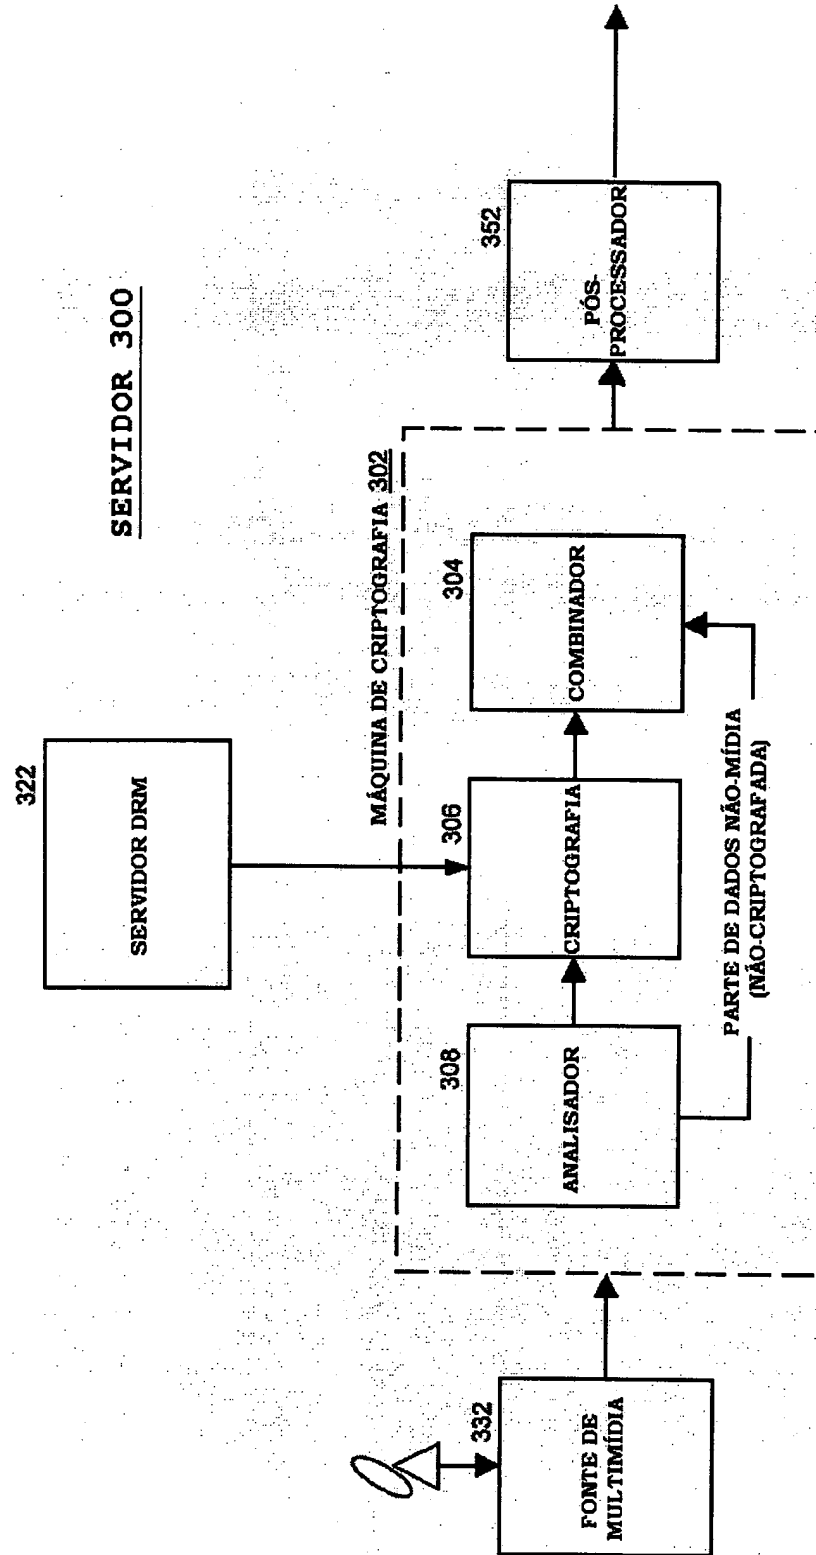 SERVIDOR 300
322
SERVIDOR DRM
MÁQUINA DE CRIPTOGRAFIA 302
332
FONTE DE
MULTIMÍDIA
308
ANALISADOR
306
CRIPTOGRAFIA
304
COMBINADOR
352
PÓS-
PROCESSADOR
PARTE DE DADOS NÃO-MÍDIA
(NÃO-CRIPTOGRAFADA)